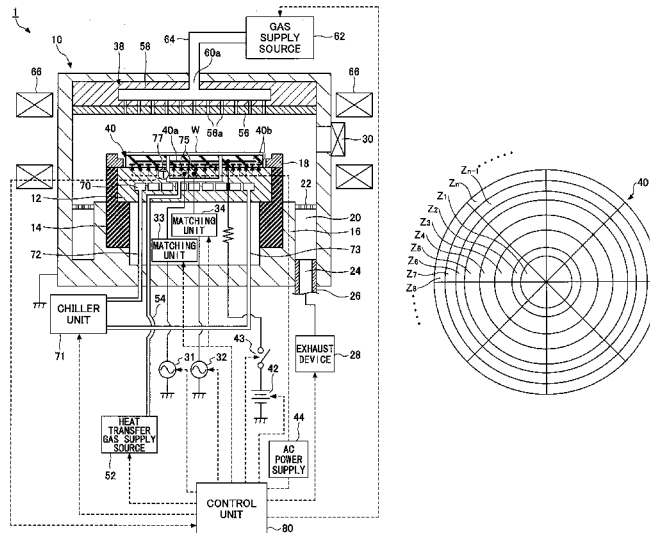 1
64
GAS
SUPPLY
SOURCE
62
10
38
58
60a
66
66
56a
56
30
40
40a
75
W
40b
77
18
70
12
22
14
MATCHING
UNIT
34
33
20
16
MATCHING
UNIT
72
73
24
26
CHILLER
UNIT
71
54
31
32
43
EXHAUST
DEVICE
28
42
44
HEAT
TRANSFER
GAS SUPPLY
SOURCE
52
AC
POWER
SUPPLY
CONTROL
UNIT
80
40
Zn-1
Zn
Z1
Z2
Z3
Z4
Z5
Z6
Z7
Z8